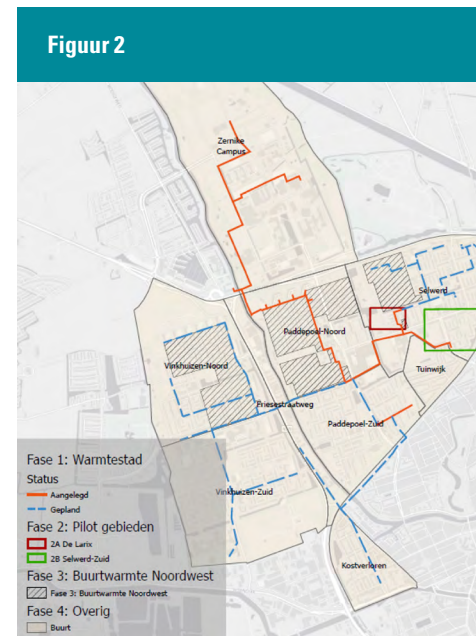 Figuur 2
Zernike
Campus
Selwerd
Paddepoel-Noord
Vinkhuizen-Noord
Tuinwijk
Friesestraatweg
Paddepoel-Zuid
Vinkhuizen-Zuid
Kostverloren
Fase 1: Warmtestad
Status
Aangelegd
Gepland
Fase 2: Pilot gebieden
2A De Larix
2B Selwerd-Zuid
Fase 3: Buurtwarmte Noordwest
Fase 3: Buurtwarmte Noordwest
Fase 4: Overig
Buurt